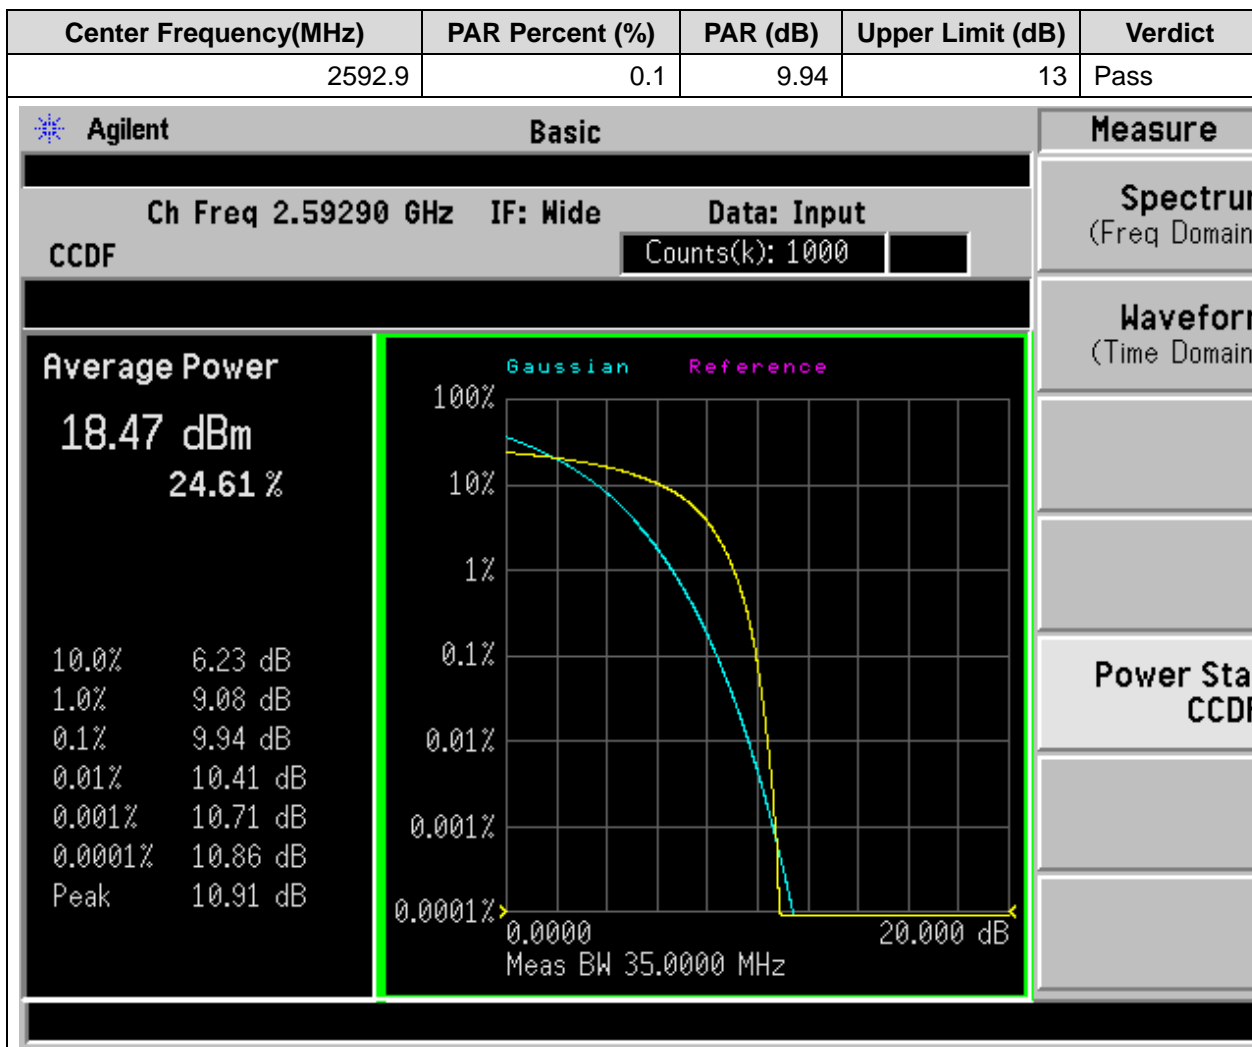 Center Frequency(MHz) PAR Percent (%) PAR (dB) Upper Limit (dB) Verdict
2592.9 0.1 9.94 13 Pass
Agilent Basic Measure
Ch Freq 2.59290 GHz IF: Wide Data: Input
CCDF Counts(k): 1000
Spectrum
(Freq Domain
Waveform
(Time Domain
Power Sta
CCDF
Average Power
18.47 dBm
24.61 %
10.0% 6.23 dB
1.0% 9.08 dB
0.1% 9.94 dB
0.01% 10.41 dB
0.001% 10.71 dB
0.0001% 10.86 dB
Peak 10.91 dB
Gaussian Reference
100%
10%
1%
0.1%
0.01%
0.001%
0.0001%
0.0000 20.000 dB
Meas BW 35.0000 MHz